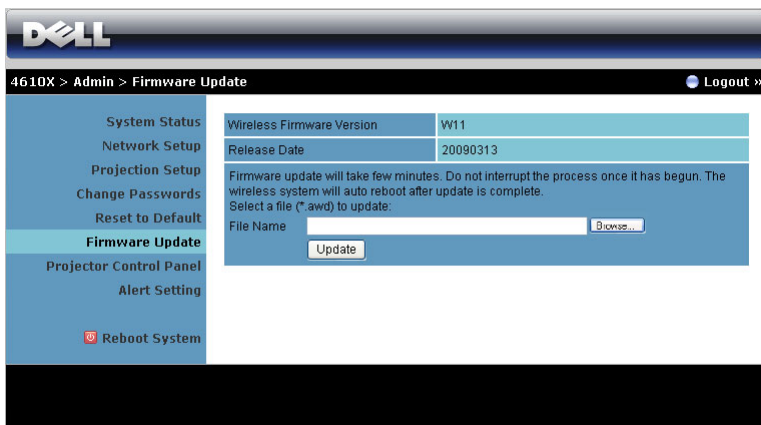 DELL
4610X > Admin > Firmware Update
Logout »
System Status
Network Setup
Projection Setup
Change Passwords
Reset to Default
Firmware Update
Projector Control Panel
Alert Setting
Reboot System
Wireless Firmware Version W11
Release Date 20090313
Firmware update will take few minutes. Do not interrupt the process once it has begun. The
wireless system will auto reboot after update is complete.
Select a file (*.awd) to update:
File Name Browse...
Update